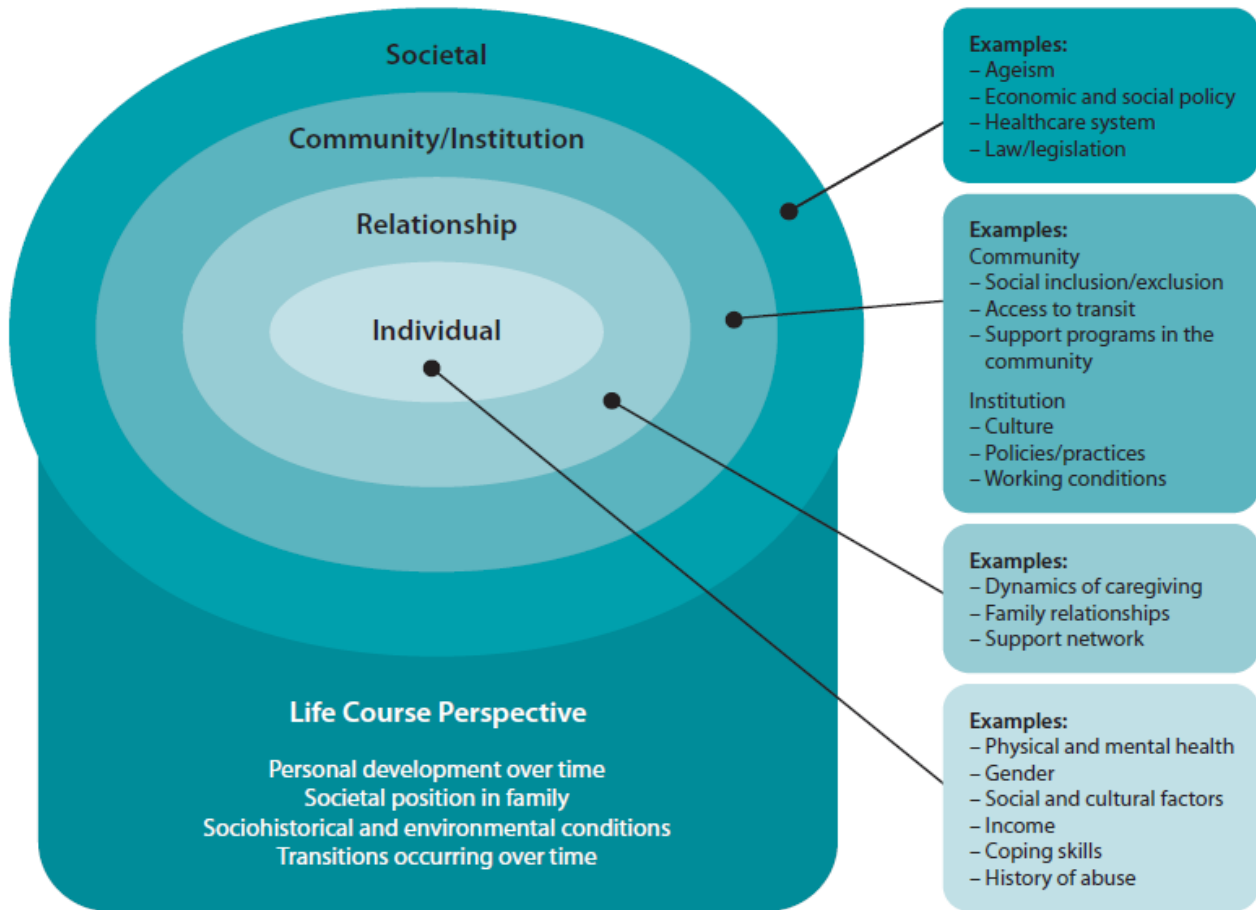 Societal
Community/Institution
Relationship
Individual
Life Course Perspective
Personal development over time
Societal position in family
Sociohistorical and environmental conditions
Transitions occurring over time
Examples:
– Ageism
– Economic and social policy
– Healthcare system
– Law/legislation
Examples:
Community
– Social inclusion/exclusion
– Access to transit
– Support programs in the
community
Institution
– Culture
– Policies/practices
– Working conditions
Examples:
– Dynamics of caregiving
– Family relationships
– Support network
Examples:
– Physical and mental health
– Gender
– Social and cultural factors
– Income
– Coping skills
– History of abuse